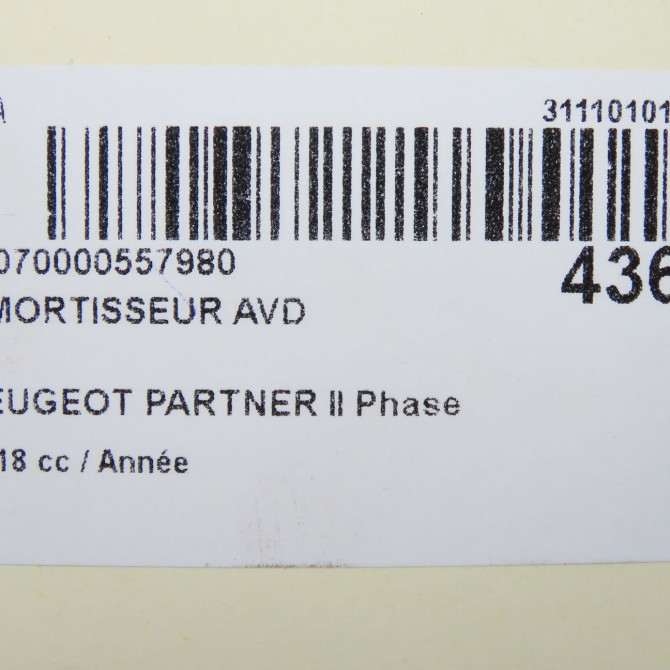 À 31110101
070000557980 436
MORTISSEUR AVD
EUGEOT PARTNER II Phase
18 cc / Année